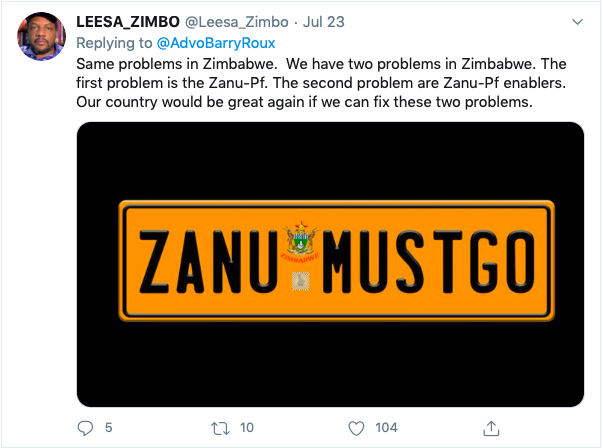 LEESA_ZIMBO @Leesa_Zimbo · Jul 23
Replying to @AdvoBarryRoux
Same problems in Zimbabwe.  We have two problems in Zimbabwe. The
first problem is the Zanu-Pf. The second problem are Zanu-Pf enablers.
Our country would be great again if we can fix these two problems.
ZANU MUSTGO
ZIMBABWE
5 10 104